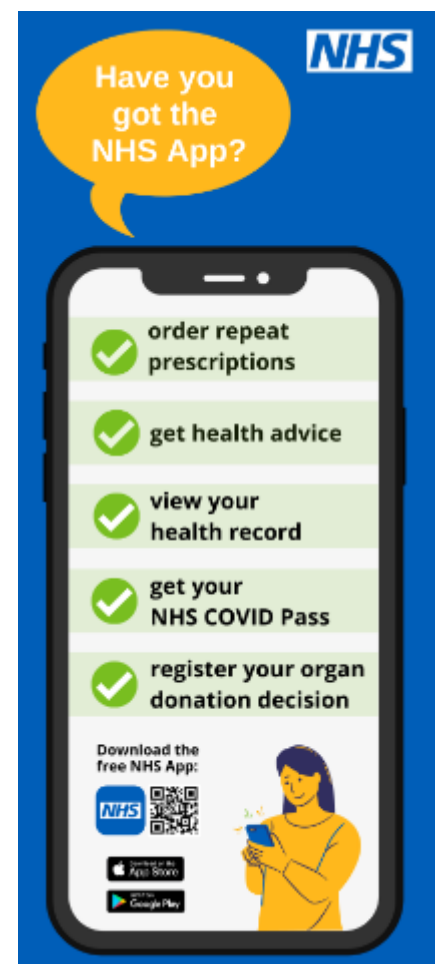 NHS
Have you
got the
NHS App?
order repeat
prescriptions
get health advice
view your
health record
get your
NHS COVID Pass
register your organ
donation decision
Download the
free NHS App:
NHS
App Store
Google Play